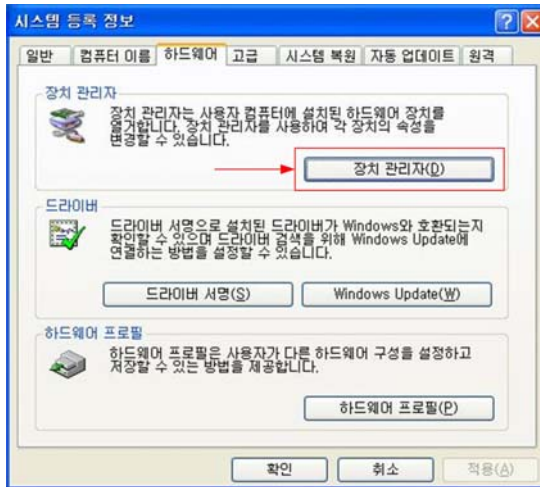 시스템 등록 정보
일반 컴퓨터 이름 하드웨어 고급 시스템 복원 자동 업데이트 원격
장치 관리자
장치 관리자는 사용자 컴퓨터에 설치된 하드웨어 장치를
열거합니다. 장치 관리자를 사용하여 각 장치의 속성을
변경할 수 있습니다.
장치 관리자(D)
드라이버
드라이버 서명으로 설치된 드라이버가 Windows와 호환되는지
확인할 수 있으며 드라이버 검색을 위해 Windows Update에
연결하는 방법을 설정할 수 있습니다.
드라이버 서명(S) Windows Update(W)
하드웨어 프로필
하드웨어 프로필은 사용자가 다른 하드웨어 구성을 설정하고
저장할 수 있는 방법을 제공합니다.
하드웨어 프로필(P)
확인 취소 적용(A)